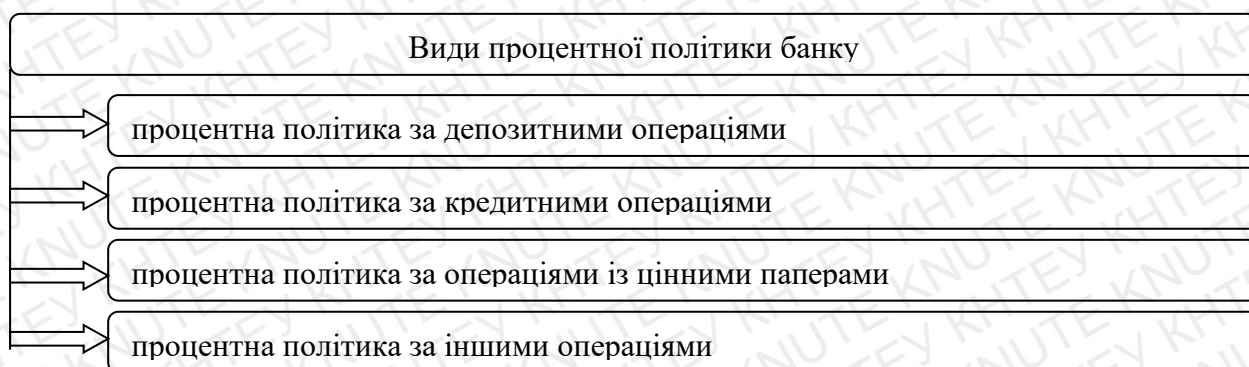 Види процентної політики банку
процентна політика за депозитними операціями
процентна політика за кредитними операціями
процентна політика за операціями із цінними паперами
процентна політика за іншими операціями